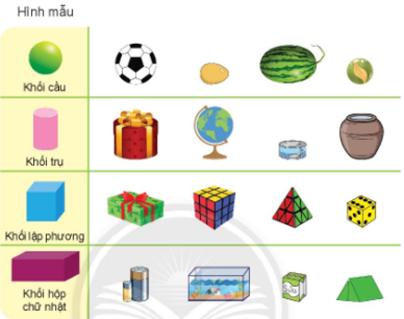 Hình mẫu
Khối cầu
Khối trụ
Khối lập phương
Khối hộp
chữ nhật